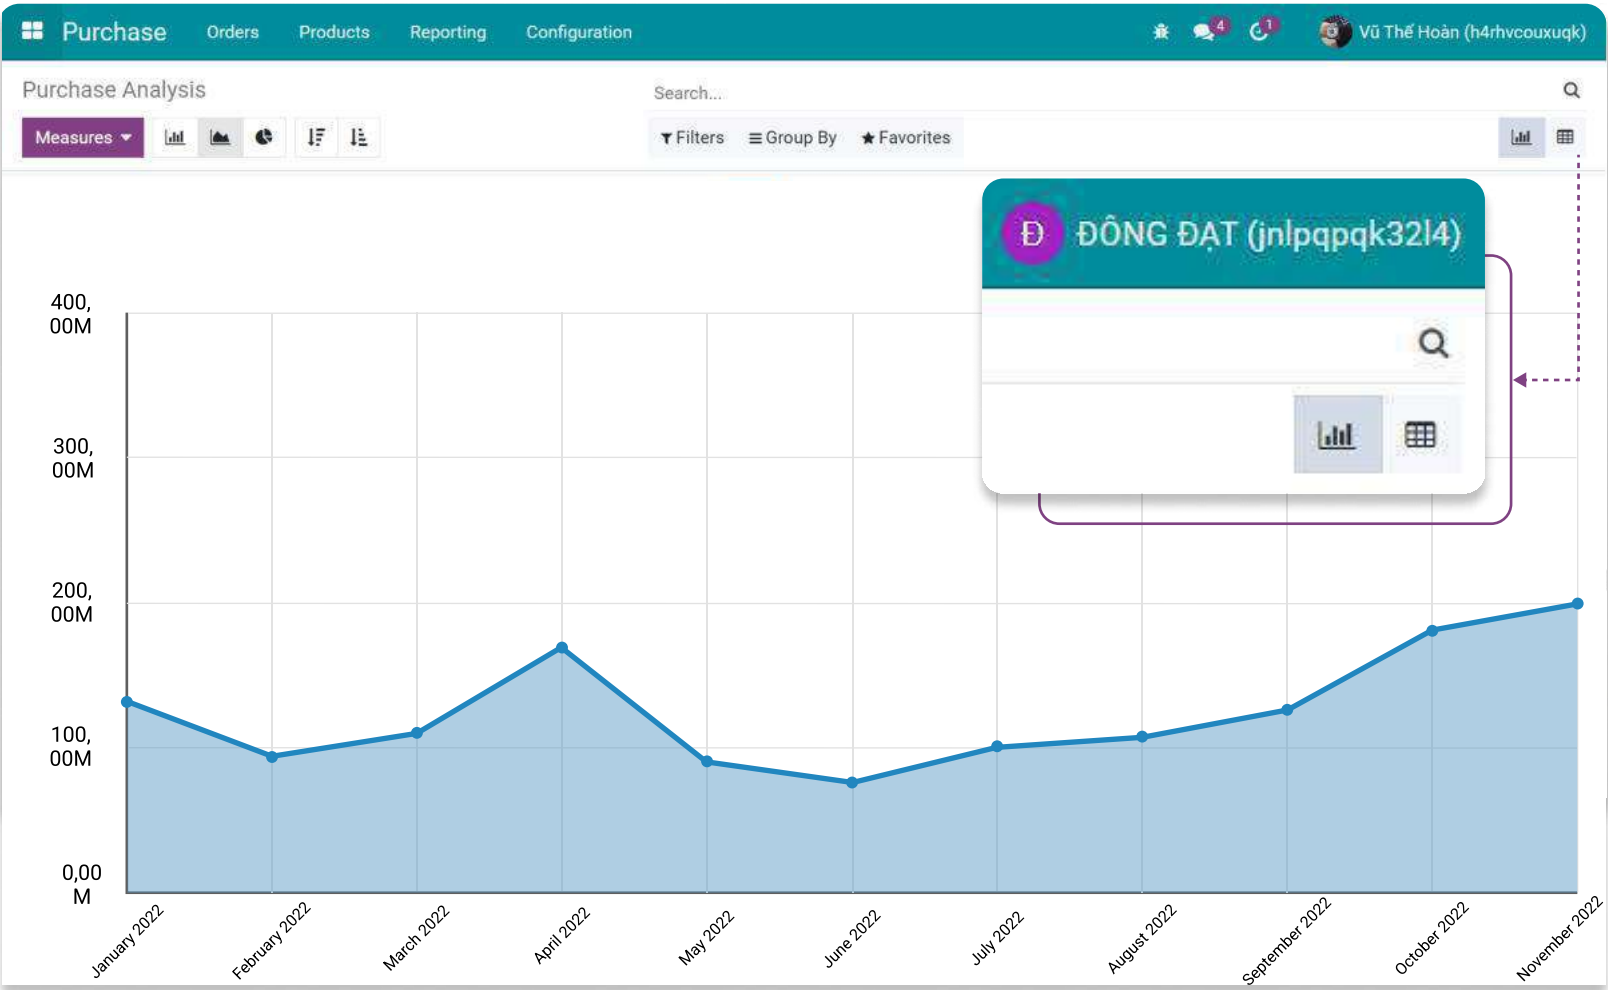 Purchase Orders Products Reporting Configuration 4 1 Vũ Thế Hoàn (h4rhvcouxuqk)
Purchase Analysis
Search...
Measures
Filters Group By Favorites
Đ ĐÔNG ĐẠT (jnlpqpqk32l4)
400,
00M
300,
00M
200,
00M
100,
00M
0,00
M
January 2022
February 2022
March 2022
April 2022
May 2022
June 2022
July 2022
August 2022
September 2022
October 2022
November 2022